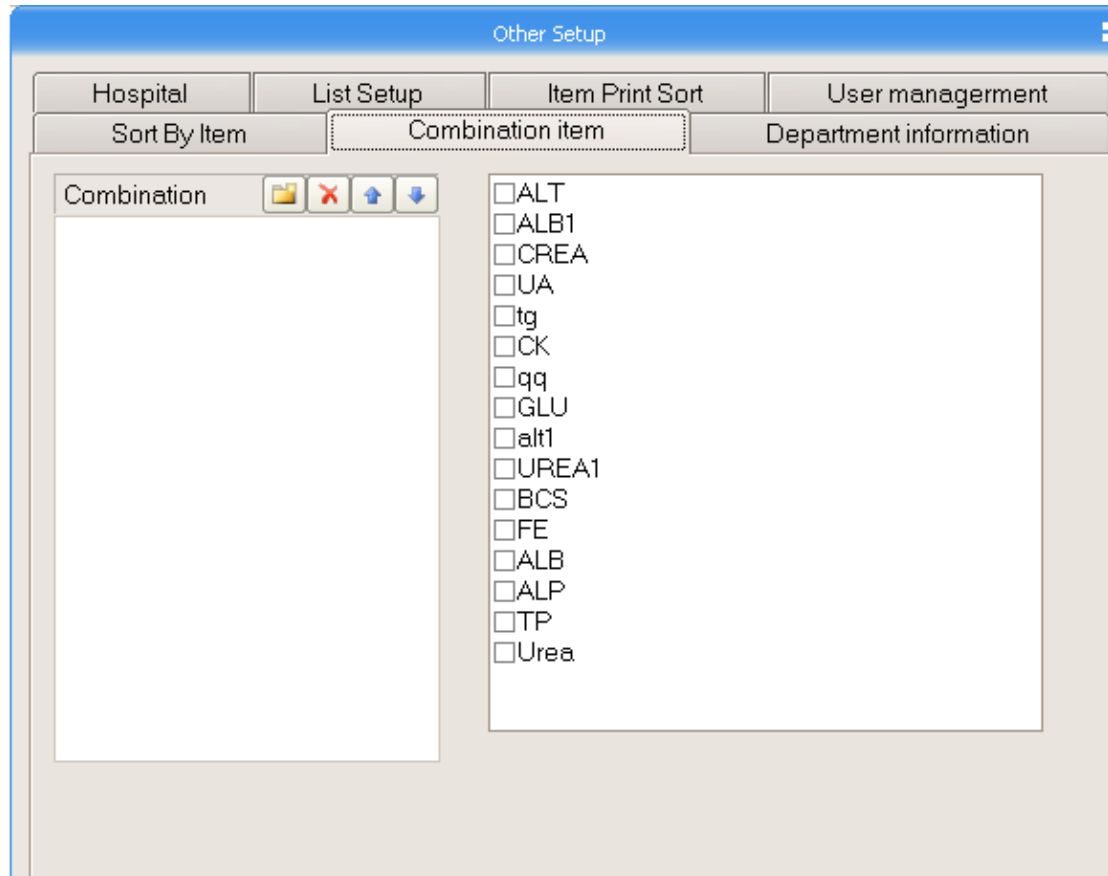 Other Setup
Hospital List Setup Item Print Sort User managerment
Sort By Item Combination item Department information
Combination
ALT
ALB1
CREA
UA
tg
CK
qq
GLU
alt1
UREA1
BCS
FE
ALB
ALP
TP
Urea